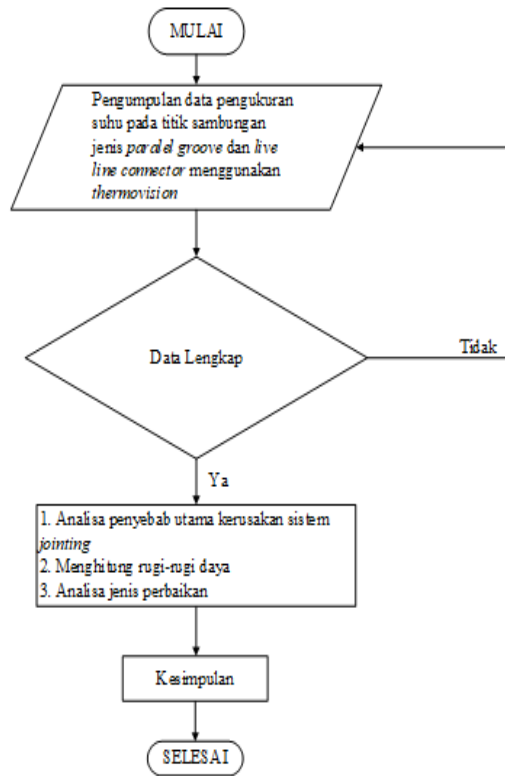 MULAI
Pengumpulan data pengukuran
suhu pada titik sambungan
jenis paralel groove dan live
line connector menggunakan
thermovision
Data Lengkap
Tidak
Ya
1. Analisa penyebab utama kerusakan sistem
jointing
2. Menghitung rugi-rugi daya
3. Analisa jenis perbaikan
Kesimpulan
SELESAI